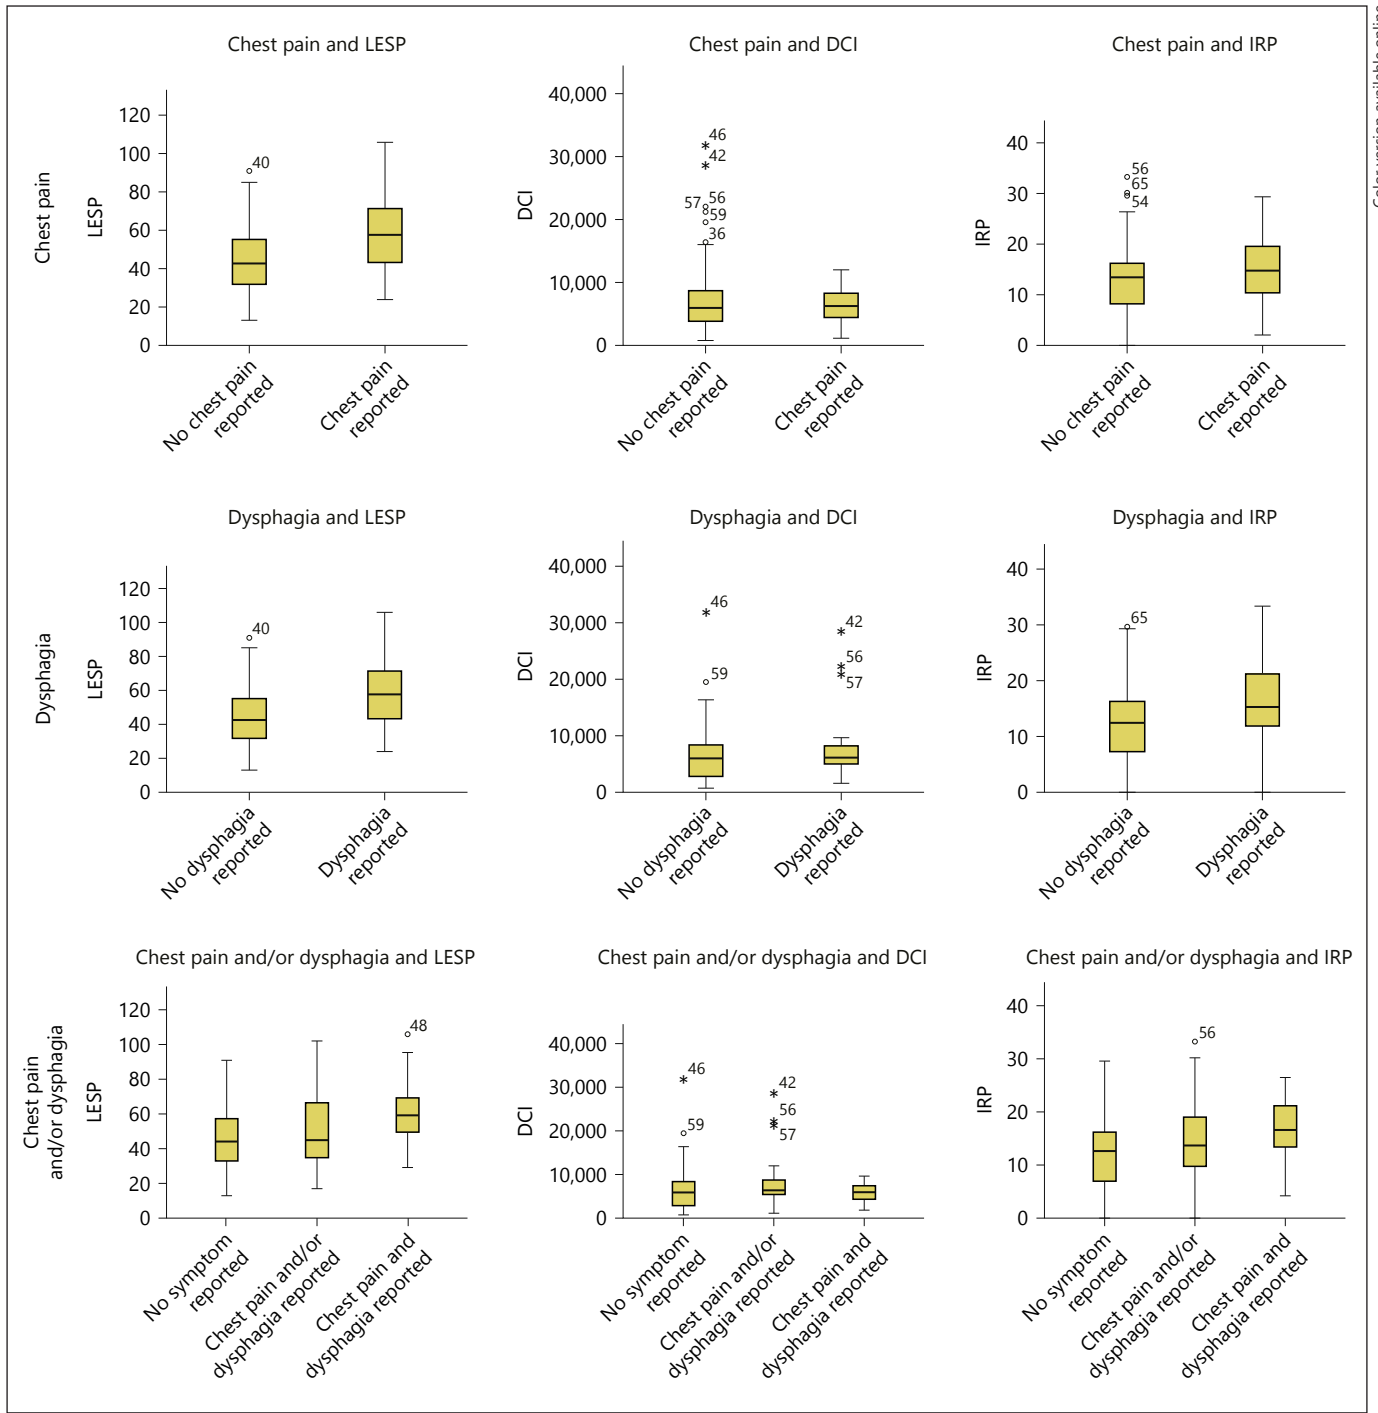 Color version available online
Chest pain and LESP
Chest pain and DCI
Chest pain and IRP
Chest pain
LESP
120
100
80
60
40
20
0
40
No chest pain
reported
Chest pain
reported
DCI
40,000
30,000
20,000
10,000
0
46
42
57
56
59
36
No chest pain
reported
Chest pain
reported
IRP
40
30
20
10
0
56
65
54
No chest pain
reported
Chest pain
reported
Dysphagia and LESP
Dysphagia and DCI
Dysphagia and IRP
Dysphagia
LESP
120
100
80
60
40
20
0
40
No dysphagia
reported
Dysphagia
reported
DCI
40,000
30,000
20,000
10,000
0
46
59
42
56
57
No dysphagia
reported
Dysphagia
reported
IRP
40
30
20
10
0
65
No dysphagia
reported
Dysphagia
reported
Chest pain and/or dysphagia and LESP
Chest pain and/or dysphagia and DCI
Chest pain and/or dysphagia and IRP
Chest pain
and/or dysphagia
LESP
120
100
80
60
40
20
0
48
No symptom
reported
Chest pain and/or
dysphagia reported
Chest pain and
dysphagia reported
DCI
40,000
30,000
20,000
10,000
0
46
59
42
56
57
No symptom
reported
Chest pain and/or
dysphagia reported
Chest pain and
dysphagia reported
IRP
40
30
20
10
0
56
No symptom
reported
Chest pain and/or
dysphagia reported
Chest pain and
dysphagia reported